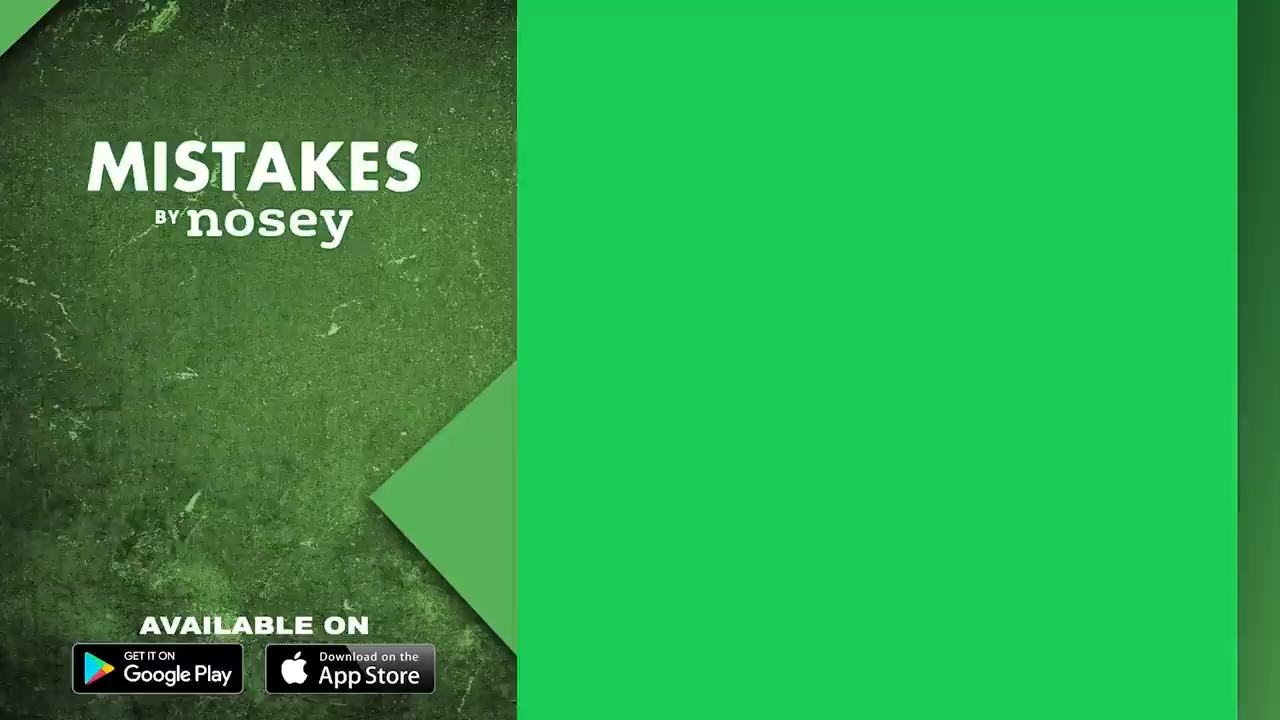 MISTAKES
BY nosey
AVAILABLE ON
GET IT ON
Google Play
Download on the
App Store